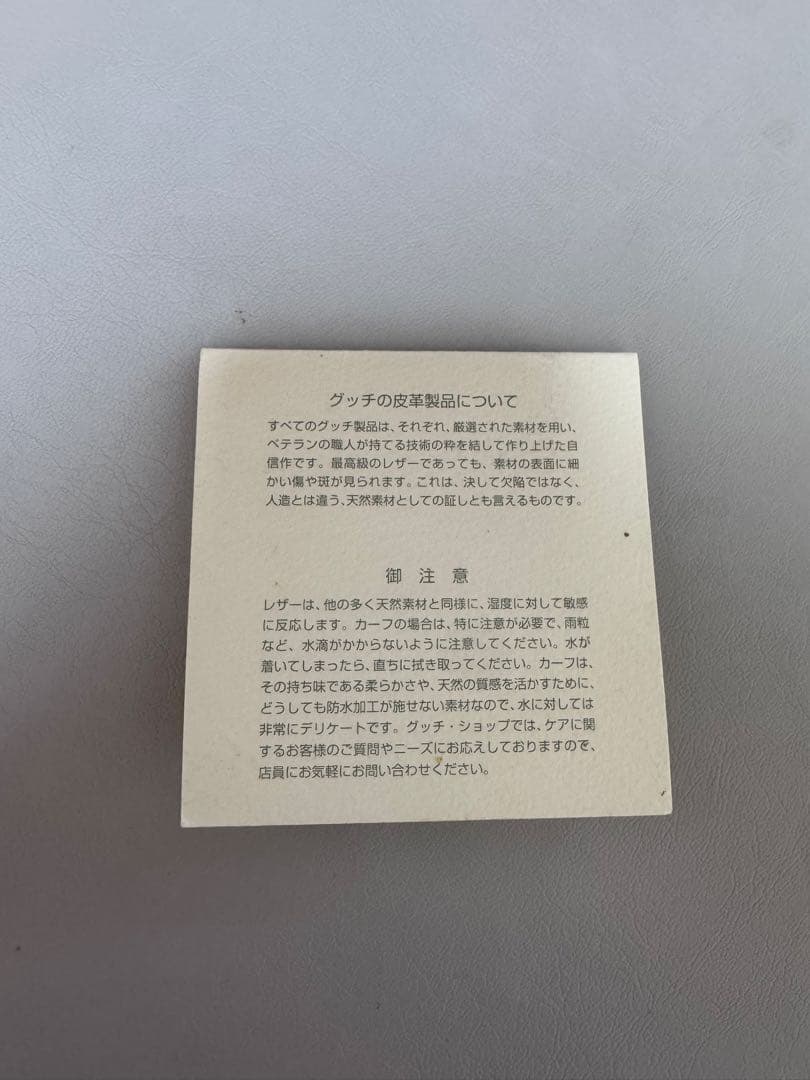 グッチの皮革製品について
すべてのグッチ製品は、それぞれ、厳選された素材を用い、
ベテランの職人が持てる技術の粋を結して作り上げた自
信作です。最高級のレザーであっても、素材の表面に細
かい傷や斑が見られます。これは、決して欠陥ではなく、
人造とは違う、天然素材としての証しとも言えるものです。
御注意
レザーは、他の多く天然素材と同様に、湿度に対して敏感
に反応します。カーフの場合は、特に注意が必要で、雨粒
など、水滴がかからないように注意してください。水が
着いてしまったら、直ちに拭き取ってください。カーフは、
その持ち味である柔らかさや、天然の質感を活かすために、
どうしても防水加工が施せない素材なので、水に対しては
非常にデリケートです。グッチ・ショップでは、ケアに関
するお客様のご質問やニーズにお応えしておりますので、
店員にお気軽にお問い合わせください。